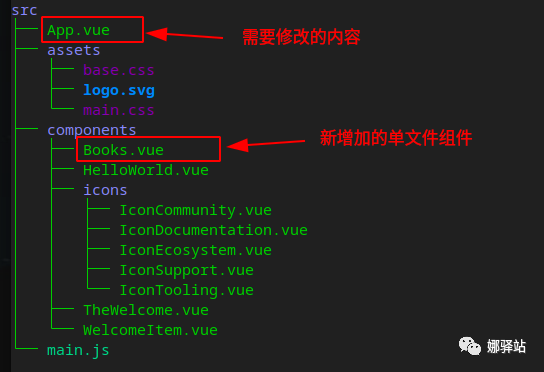 src
App.vue
需要修改的内容
assets
base.css
logo.svg
main.css
components
Books.vue
新增加的单文件组件
HelloWorld.vue
icons
IconCommunity.vue
IconDocumentation.vue
IconEcosystem.vue
IconSupport.vue
IconTooling.vue
TheWelcome.vue
WelcomeItem.vue
main.js
娜驿站